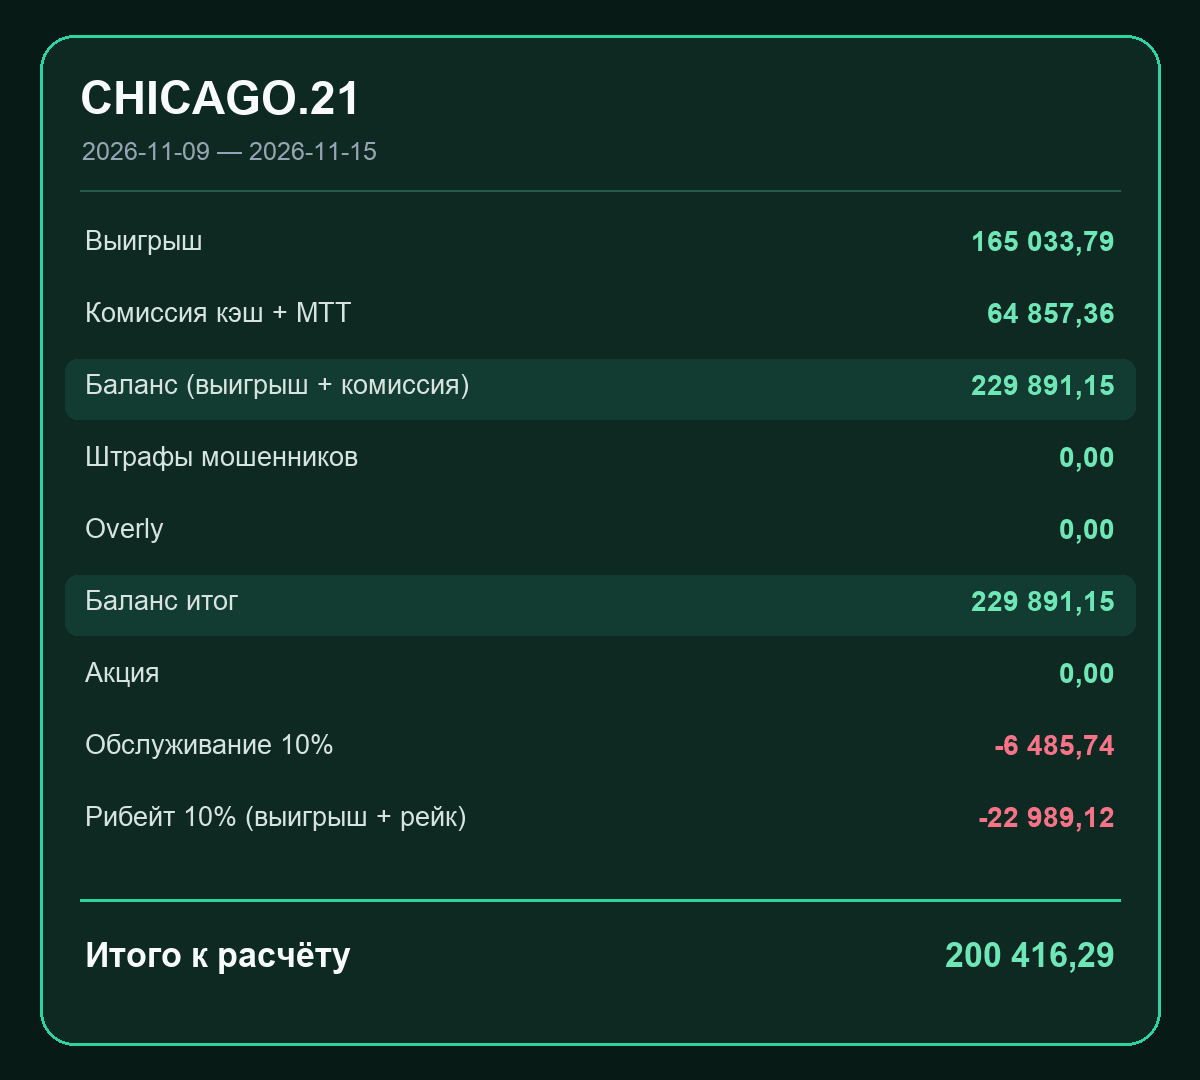 CHICAGO.21
2026-11-09 — 2026-11-15
Выигрыш 165 033,79
Комиссия кэш + МТТ 64 857,36
Баланс (выигрыш + комиссия) 229 891,15
Штрафы мошенников 0,00
Overly 0,00
Баланс итог 229 891,15
Акция 0,00
Обслуживание 10% -6 485,74
Рибейт 10% (выигрыш + рейк) -22 989,12
Итого к расчёту 200 416,29